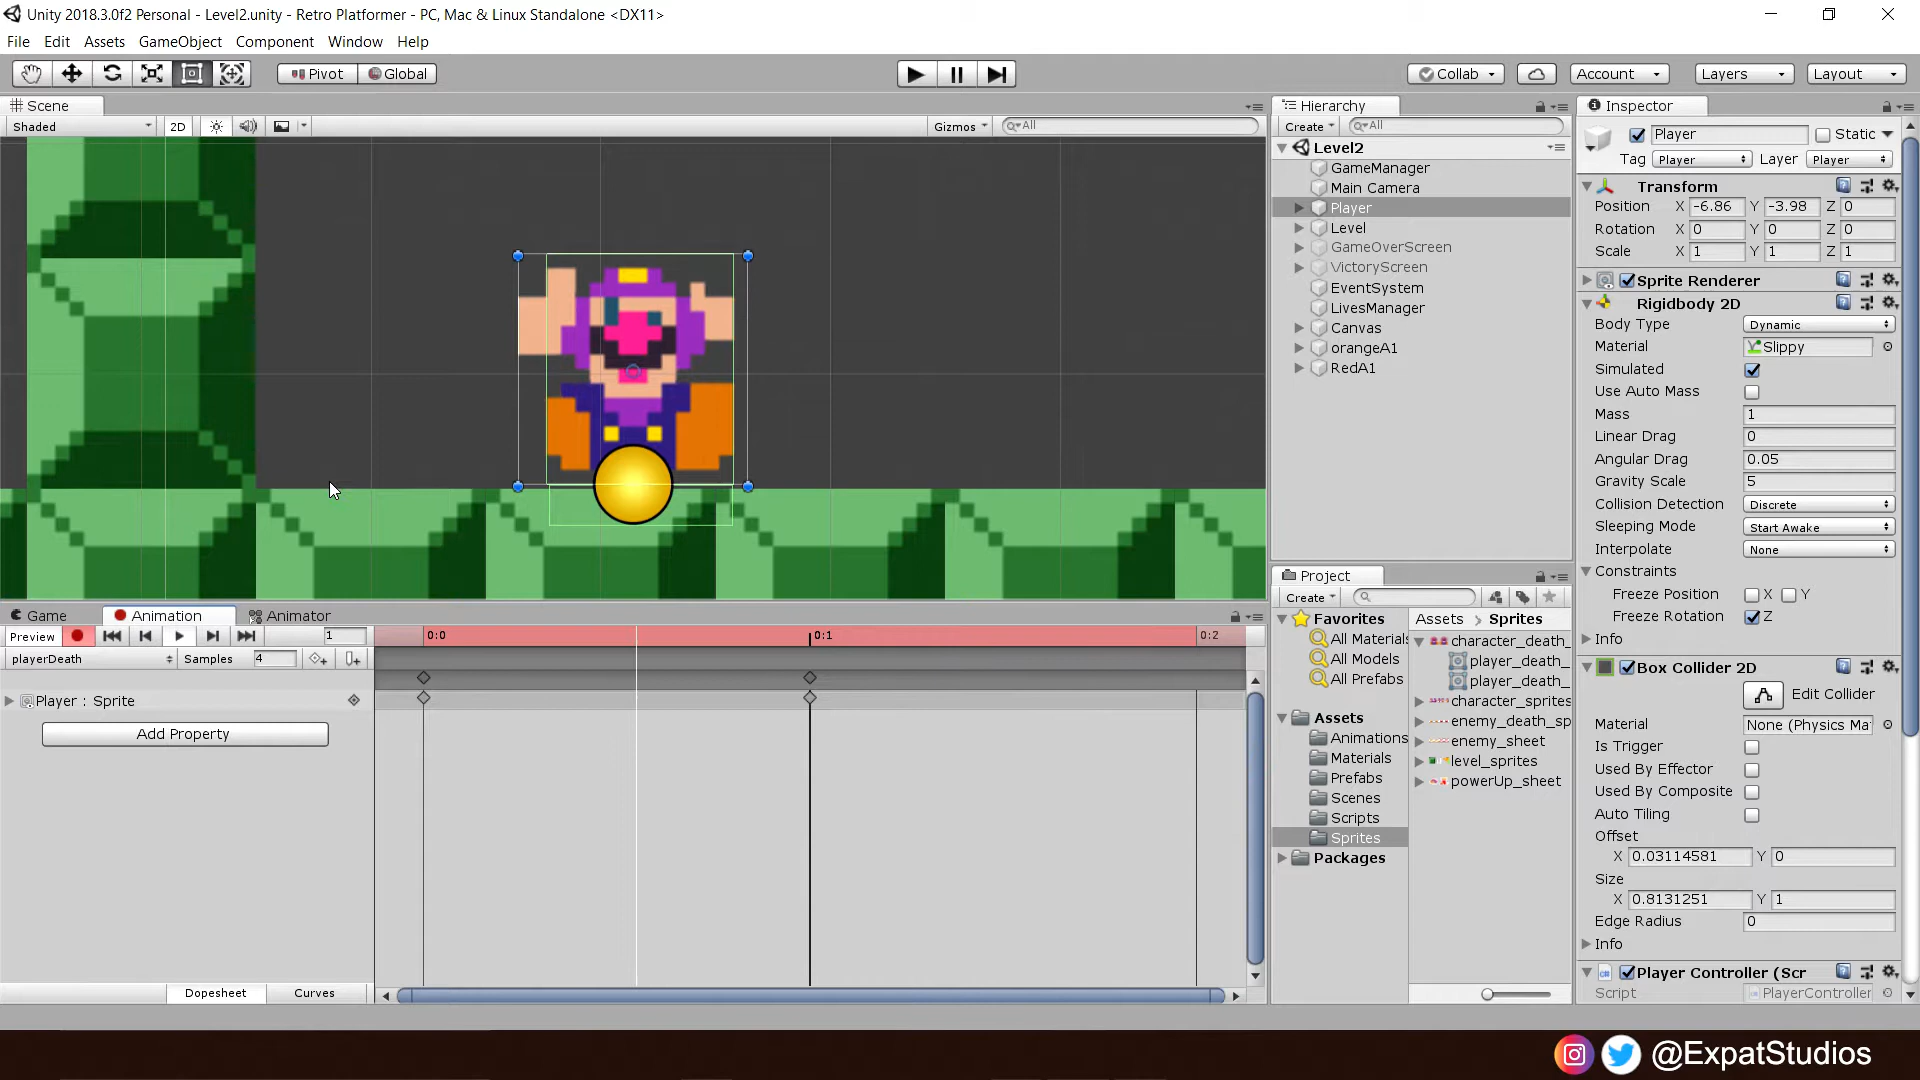 Unity 2018.3.0f2 Personal - Level2.unity - Retro Platformer - PC, Mac & Linux Standalone <DX11>
File Edit Assets GameObject Component Window Help
Pivot Global Collab Account Layers Layout
Scene
Shaded 2D Gizmos All
Hierarchy
Create All
Level2
GameManager
Main Camera
Player
Level
GameOverScreen
VictoryScreen
EventSystem
LivesManager
Canvas
orangeA1
RedA1
Inspector
Player Static
Tag Player Layer Player
Transform
Position X -6.86 Y -3.98 Z 0
Rotation X 0 Y 0 Z 0
Scale X 1 Y 1 Z 1
Sprite Renderer
Rigidbody 2D
Body Type Dynamic
Material Slippy
Simulated
Use Auto Mass
Mass 1
Linear Drag 0
Angular Drag 0.05
Gravity Scale 5
Collision Detection Discrete
Sleeping Mode Start Awake
Interpolate None
Constraints
Freeze Position X Y
Freeze Rotation Z
Info
Box Collider 2D
Edit Collider
Material None (Physics Ma
Is Trigger
Used By Effector
Used By Composite
Auto Tiling
Offset
X 0.03114581 Y 0
Size
X 0.8131251 Y 1
Edge Radius 0
Info
Player Controller (Scr
Script PlayerController
Game Animation Animator
Preview 1 0:0 0:1 0:2
playerDeath Samples 4
Player : Sprite
Add Property
Dopesheet Curves
Project
Create
Favorites
All Materials
All Models
All Prefabs
Assets
Animations
Materials
Prefabs
Scenes
Scripts
Sprites
Packages
Assets Sprites
character_death_
player_death_
player_death_
character_sprites
enemy_death_sp
enemy_sheet
level_sprites
powerUp_sheet
@ExpatStudios